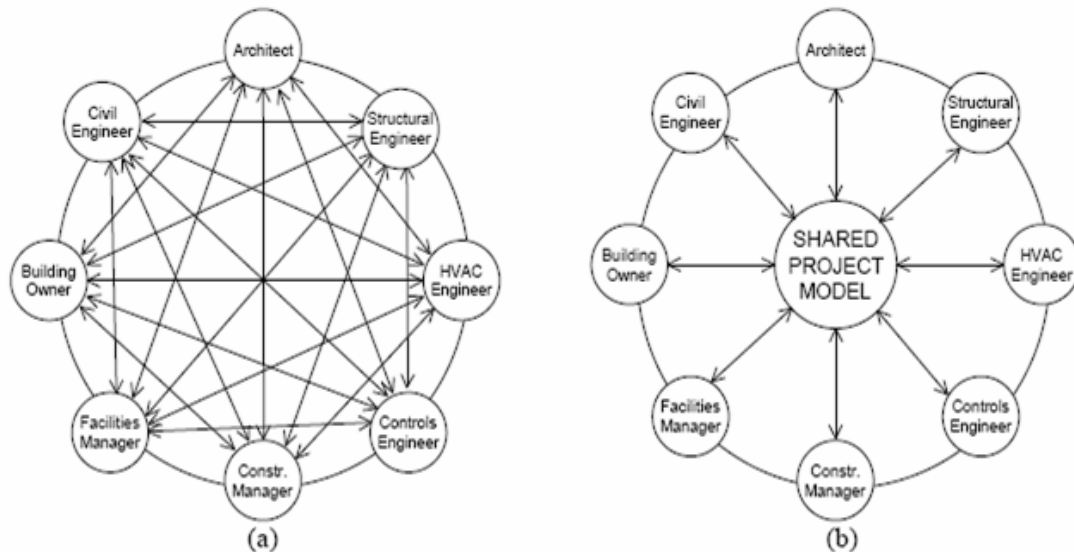 Architect
Civil
Engineer
Structural
Engineer
Building
Owner
HVAC
Engineer
Facilities
Manager
Controls
Engineer
Constr.
Manager
(a)
Architect
Civil
Engineer
Structural
Engineer
Building
Owner
SHARED
PROJECT
MODEL
HVAC
Engineer
Facilities
Manager
Controls
Engineer
Constr.
Manager
(b)